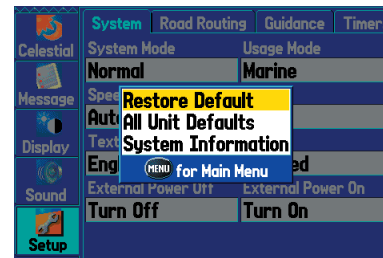 System Road Routing Guidance Timer
Celestial
System Mode Usage Mode
Normal Marine
Message
Restore Default
All Unit Defaults
System Information
MENU for Main Menu
Display
Text
External Power Off External Power On
Sound
Turn Off Turn On
Setup